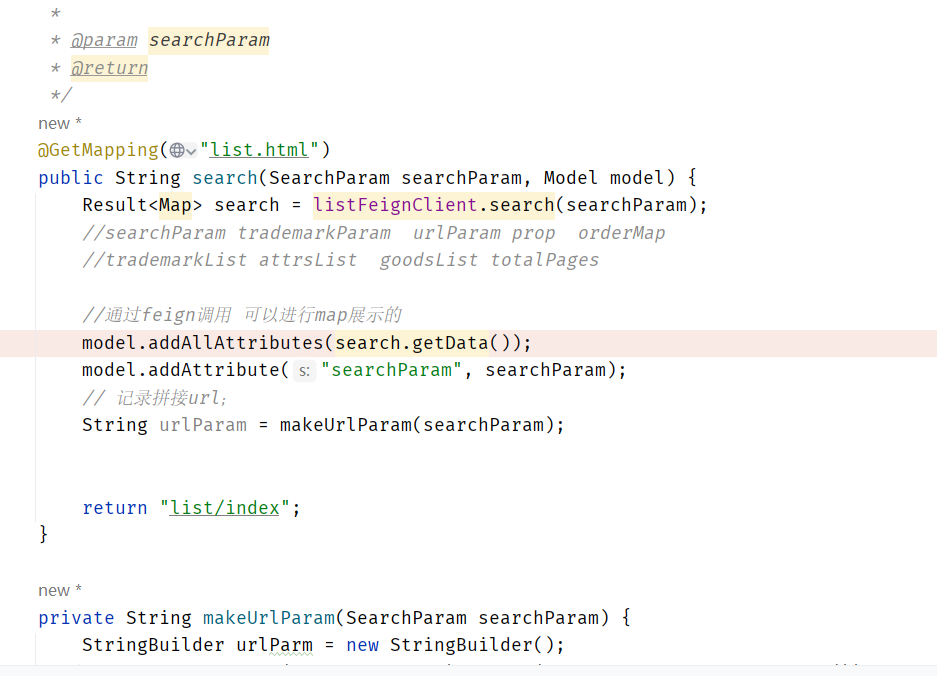 *
* @param searchParam
* @return
*/
new *
@GetMapping("list.html")
public String search(SearchParam searchParam, Model model) {
Result<Map> search = listFeignClient.search(searchParam);
//searchParam trademarkParam  urlParam prop  orderMap
//trademarkList attrsList  goodsList totalPages
//通过feign调用 可以进行map展示的
model.addAllAttributes(search.getData());
model.addAttribute( s: "searchParam", searchParam);
// 记录拼接url;
String urlParam = makeUrlParam(searchParam);
return "list/index";
}
new *
private String makeUrlParam(SearchParam searchParam) {
StringBuilder urlParm = new StringBuilder();